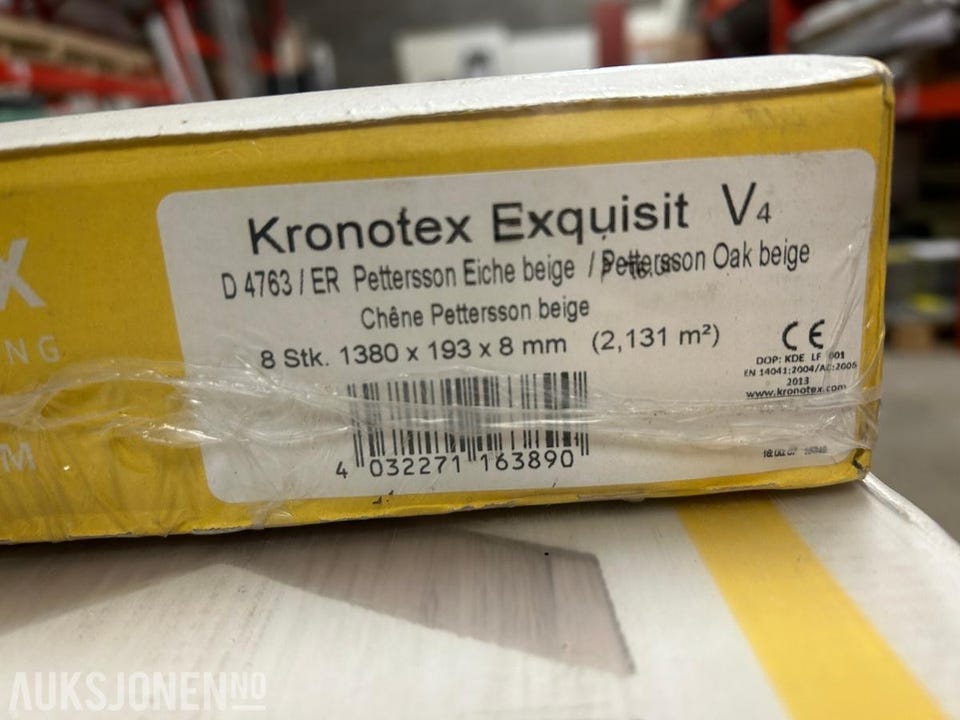 Kronotex Exquisit V4
D 4763 / ER Pettersson Eiche beige / Pettersson Oak beige
Chêne Pettersson beige
8 Stk. 1380 x 193 x 8 mm (2,131 m²)
CE
DOP: KDE LF 001
EN 14041:2004/AC:2006
2013
www.kronotex.com
4 032271 163890
X
NG
M
AUKSJONEN.NO